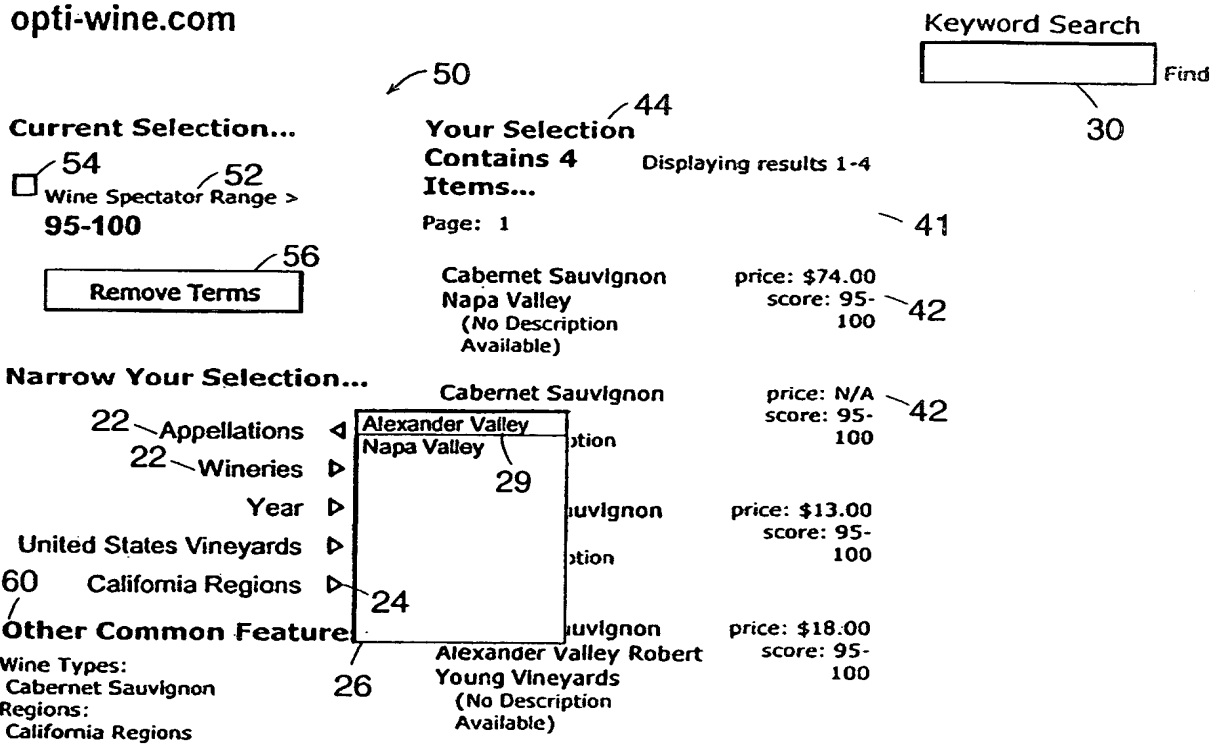 opti-wine.com
Keyword Search
Find
30
50
Current Selection...
54
52
Wine Spectator Range >
95-100
56
Remove Terms
44
Your Selection
Contains 4
Items...
Displaying results 1-4
Page: 1
41
Cabernet Sauvignon
Napa Valley
(No Description
Available)
price: $74.00
score: 95-
100
42
Narrow Your Selection...
22
Appellations
22
Wineries
Year
United States Vineyards
California Regions
24
Alexander Valley
Napa Valley
29
26
Cabernet Sauvignon
ption
price: N/A
score: 95-
100
42
uvignon
ption
price: $13.00
score: 95-
100
uvignon
Alexander Valley Robert
Young Vineyards
(No Description
Available)
price: $18.00
score: 95-
100
60
Other Common Feature
Wine Types:
Cabernet Sauvignon
Regions:
California Regions